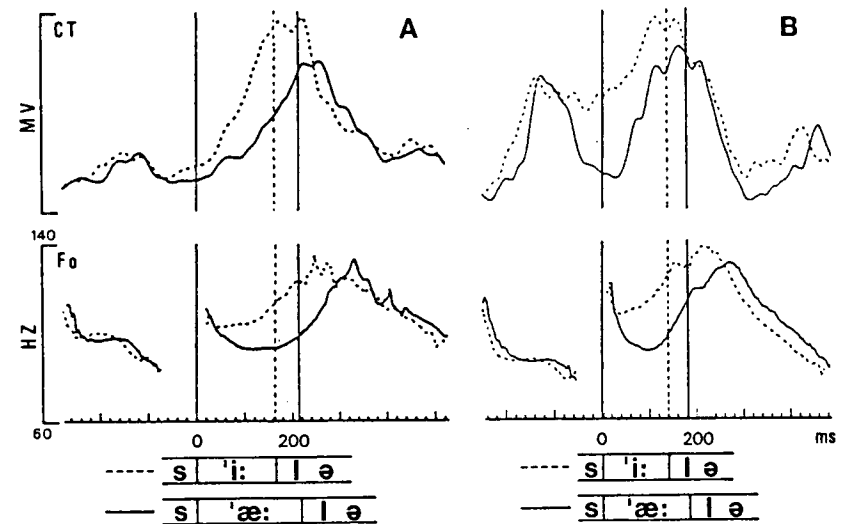 CT A B
MV
140
Fo
HZ
60 0 200 0 200 ms
s 'i: l ə s 'i: l ə
s 'æ: l ə s 'æ: l ə